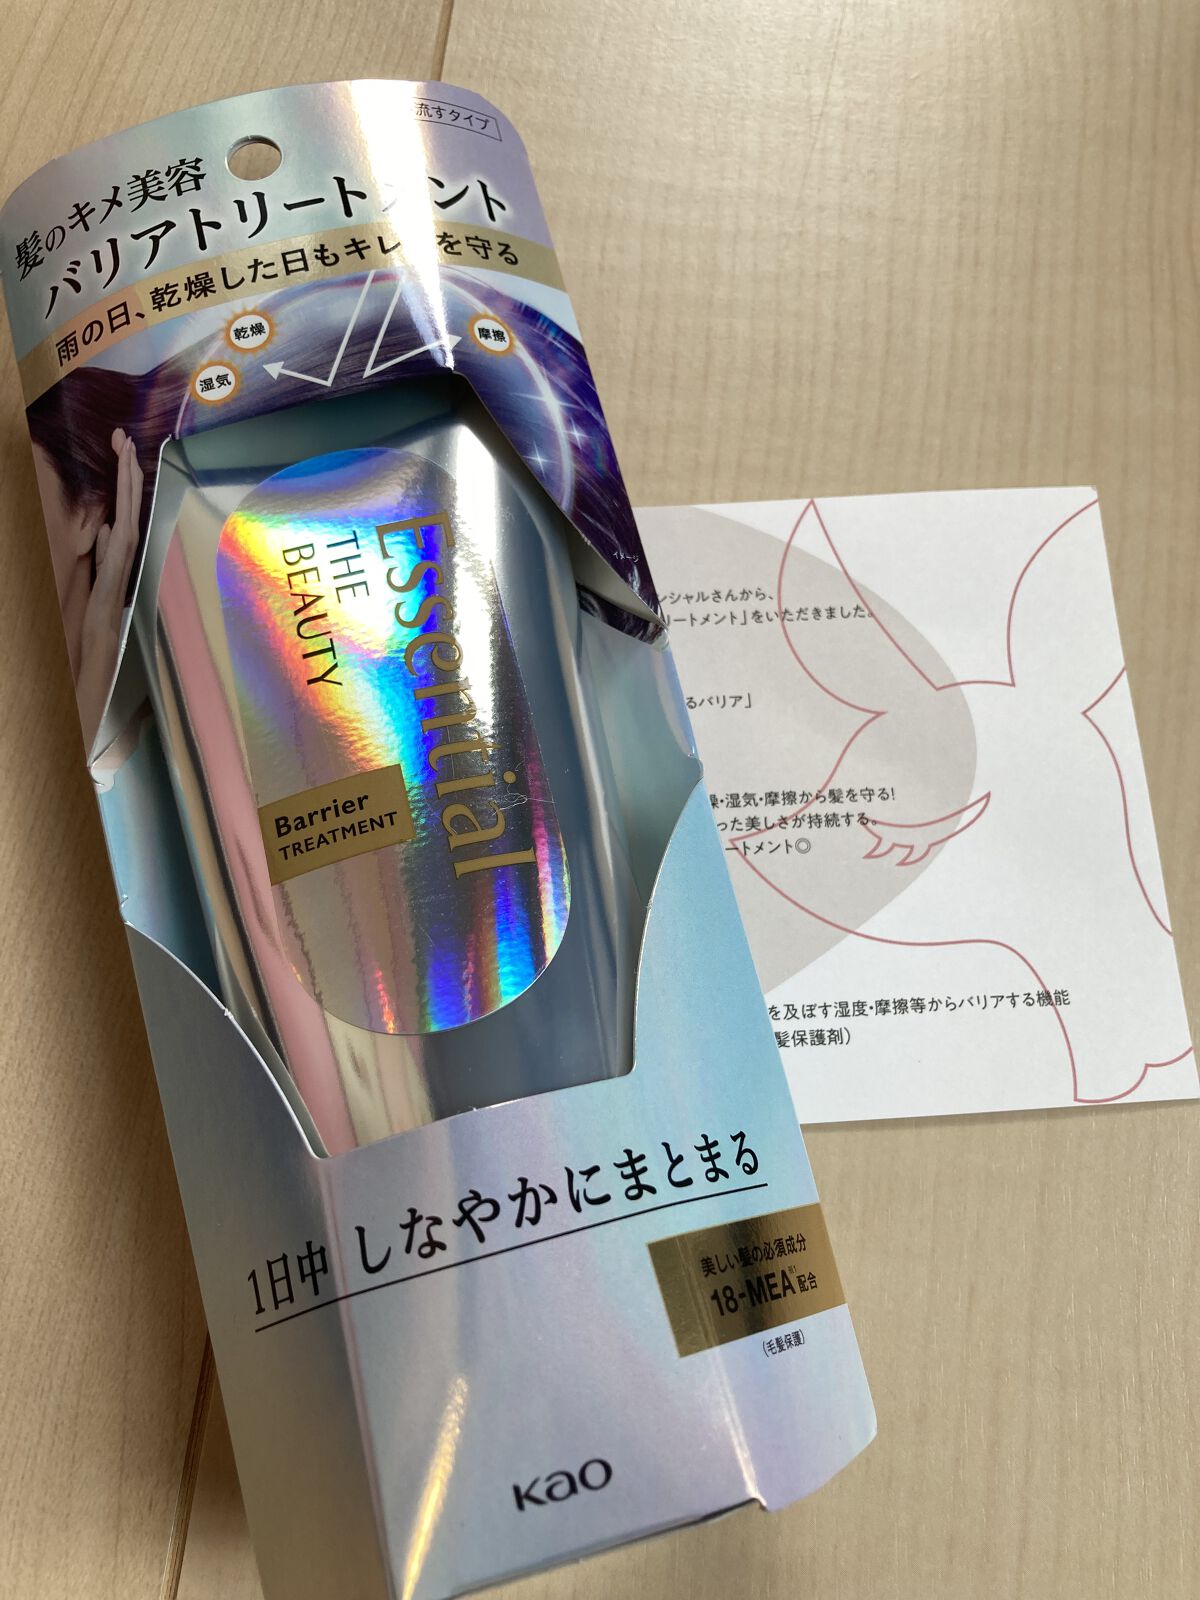 流すタイプ
髪のキメ美容
バリアトリートメント
雨の日、乾燥した日もキレイを守る
乾燥
摩擦
湿気
イメージ
Essential
THE
BEAUTY
Barrier
TREATMENT
1日中 しなやかにまとまる
美しい髪の必須成分
18-MEA※1配合
(毛髪保護)
Kao
ンシャルさんから、
リートメント」をいただきました。
るバリア」
燥・湿気・摩擦から髪を守る!
った美しさが持続する。
ートメント◎
を及ぼす湿度・摩擦等からバリアする機能
髪保護剤)